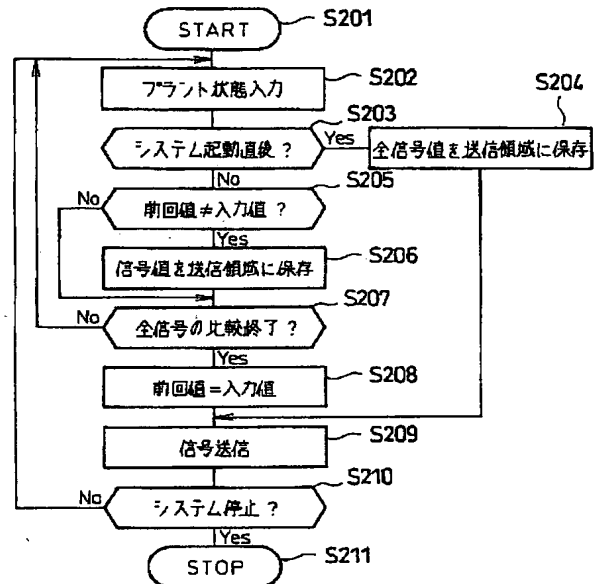 START
S201
プラント状態入力
S202
システム起動直後?
S203
Yes
全信号値を送信領域に保存
S204
No
前回値≠入力値?
S205
No
Yes
信号値を送信領域に保存
S206
全信号の比較終了?
S207
No
Yes
前回値=入力値
S208
信号送信
S209
システム停止?
S210
No
Yes
STOP
S211